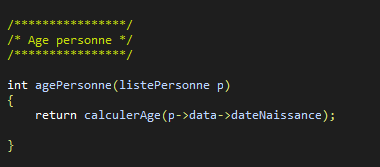 /****************/
/* Age personne */
/****************/
int agePersonne(listePersonne p)
{
    return calculerAge(p->data->dateNaissance);
}